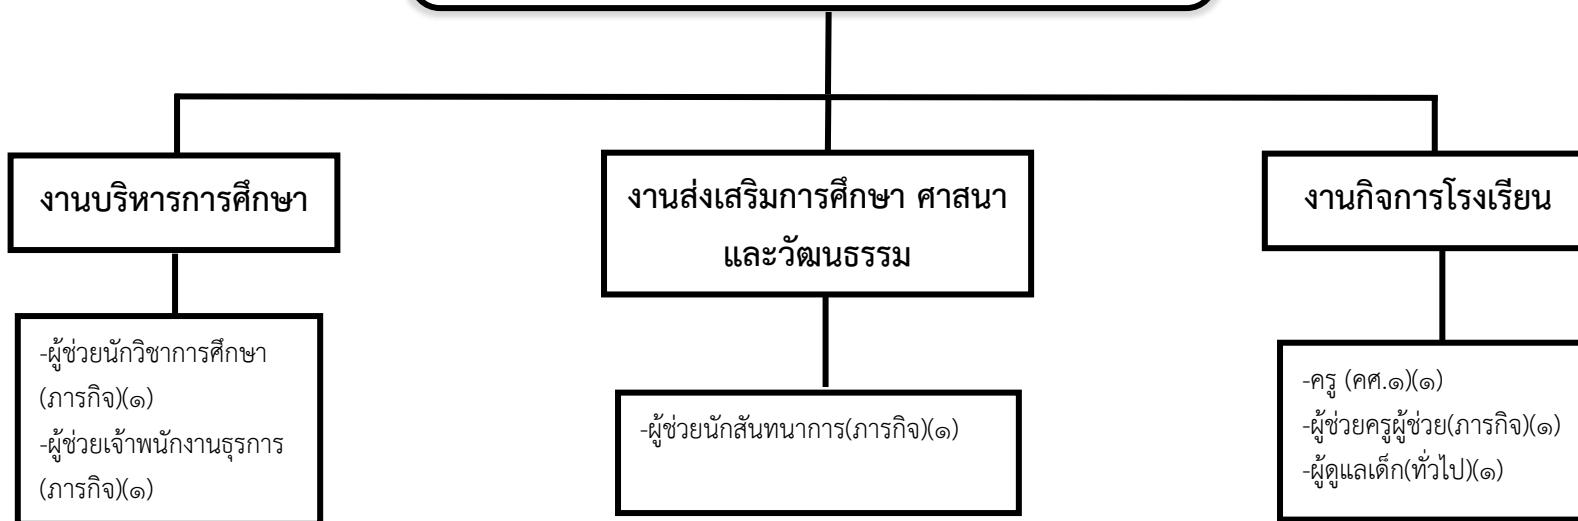 งานบริหารการศึกษา
งานส่งเสริมการศึกษา ศาสนา
และวัฒนธรรม
งานกิจการโรงเรียน
-ผู้ช่วยนักวิชาการศึกษา
(ภารกิจ)(๑)
-ผู้ช่วยเจ้าพนักงานธุรการ
(ภารกิจ)(๑)
-ผู้ช่วยนักสันทนาการ(ภารกิจ)(๑)
-ครู (คศ.๑)(๑)
-ผู้ช่วยครูผู้ช่วย(ภารกิจ)(๑)
-ผู้ดูแลเด็ก(ทั่วไป)(๑)